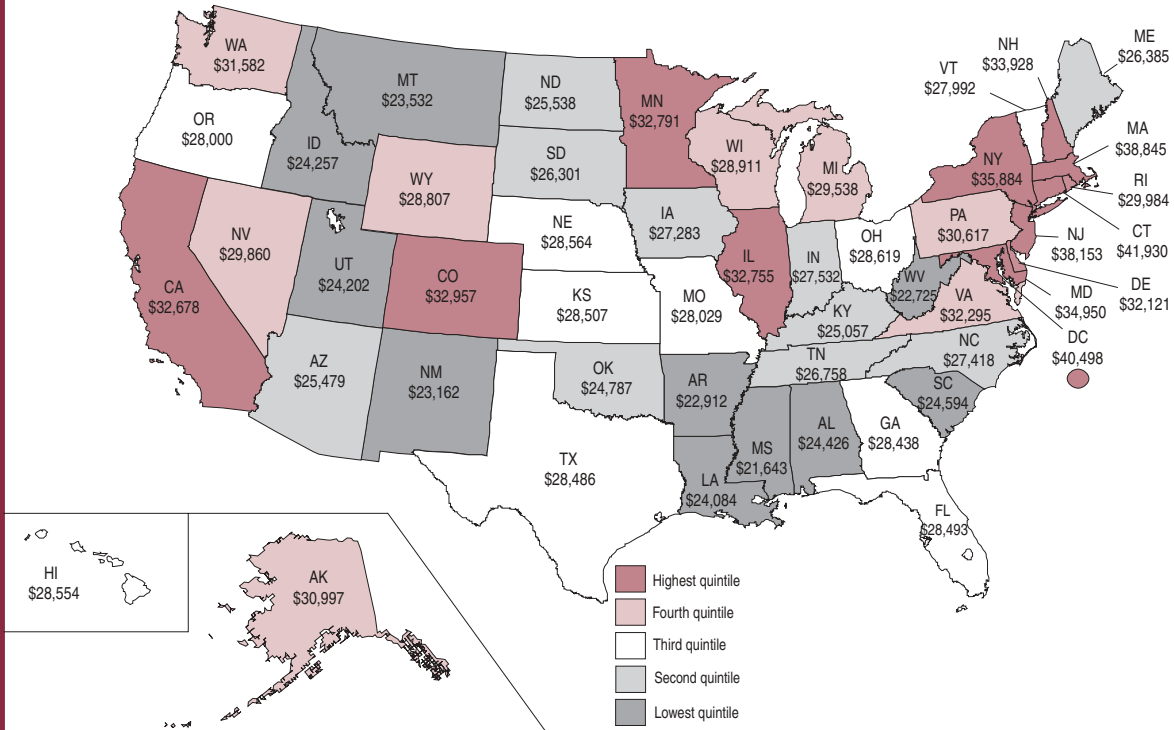 WA
$31,582
OR
$28,000
MT
$23,532
ID
$24,257
ND
$25,538
SD
$26,301
MN
$32,791
WI
$28,911
MI
$29,538
WY
$28,807
NV
$29,860
UT
$24,202
CA
$32,678
CO
$32,957
NE
$28,564
KS
$28,507
IA
$27,283
MO
$28,029
IL
$32,755
IN
$27,532
OH
$28,619
KY
$25,057
WV
$22,725
VA
$32,295
PA
$30,617
NY
$35,884
VT
$27,992
NH
$33,928
ME
$26,385
MA
$38,845
RI
$29,984
CT
$41,930
NJ
$38,153
DE
$32,121
MD
$34,950
DC
$40,498
AZ
$25,479
NM
$23,162
OK
$24,787
AR
$22,912
TN
$26,758
NC
$27,418
SC
$24,594
TX
$28,486
LA
$24,084
MS
$21,643
AL
$24,426
GA
$28,438
FL
$28,493
HI
$28,554
AK
$30,997
Highest quintile
Fourth quintile
Third quintile
Second quintile
Lowest quintile